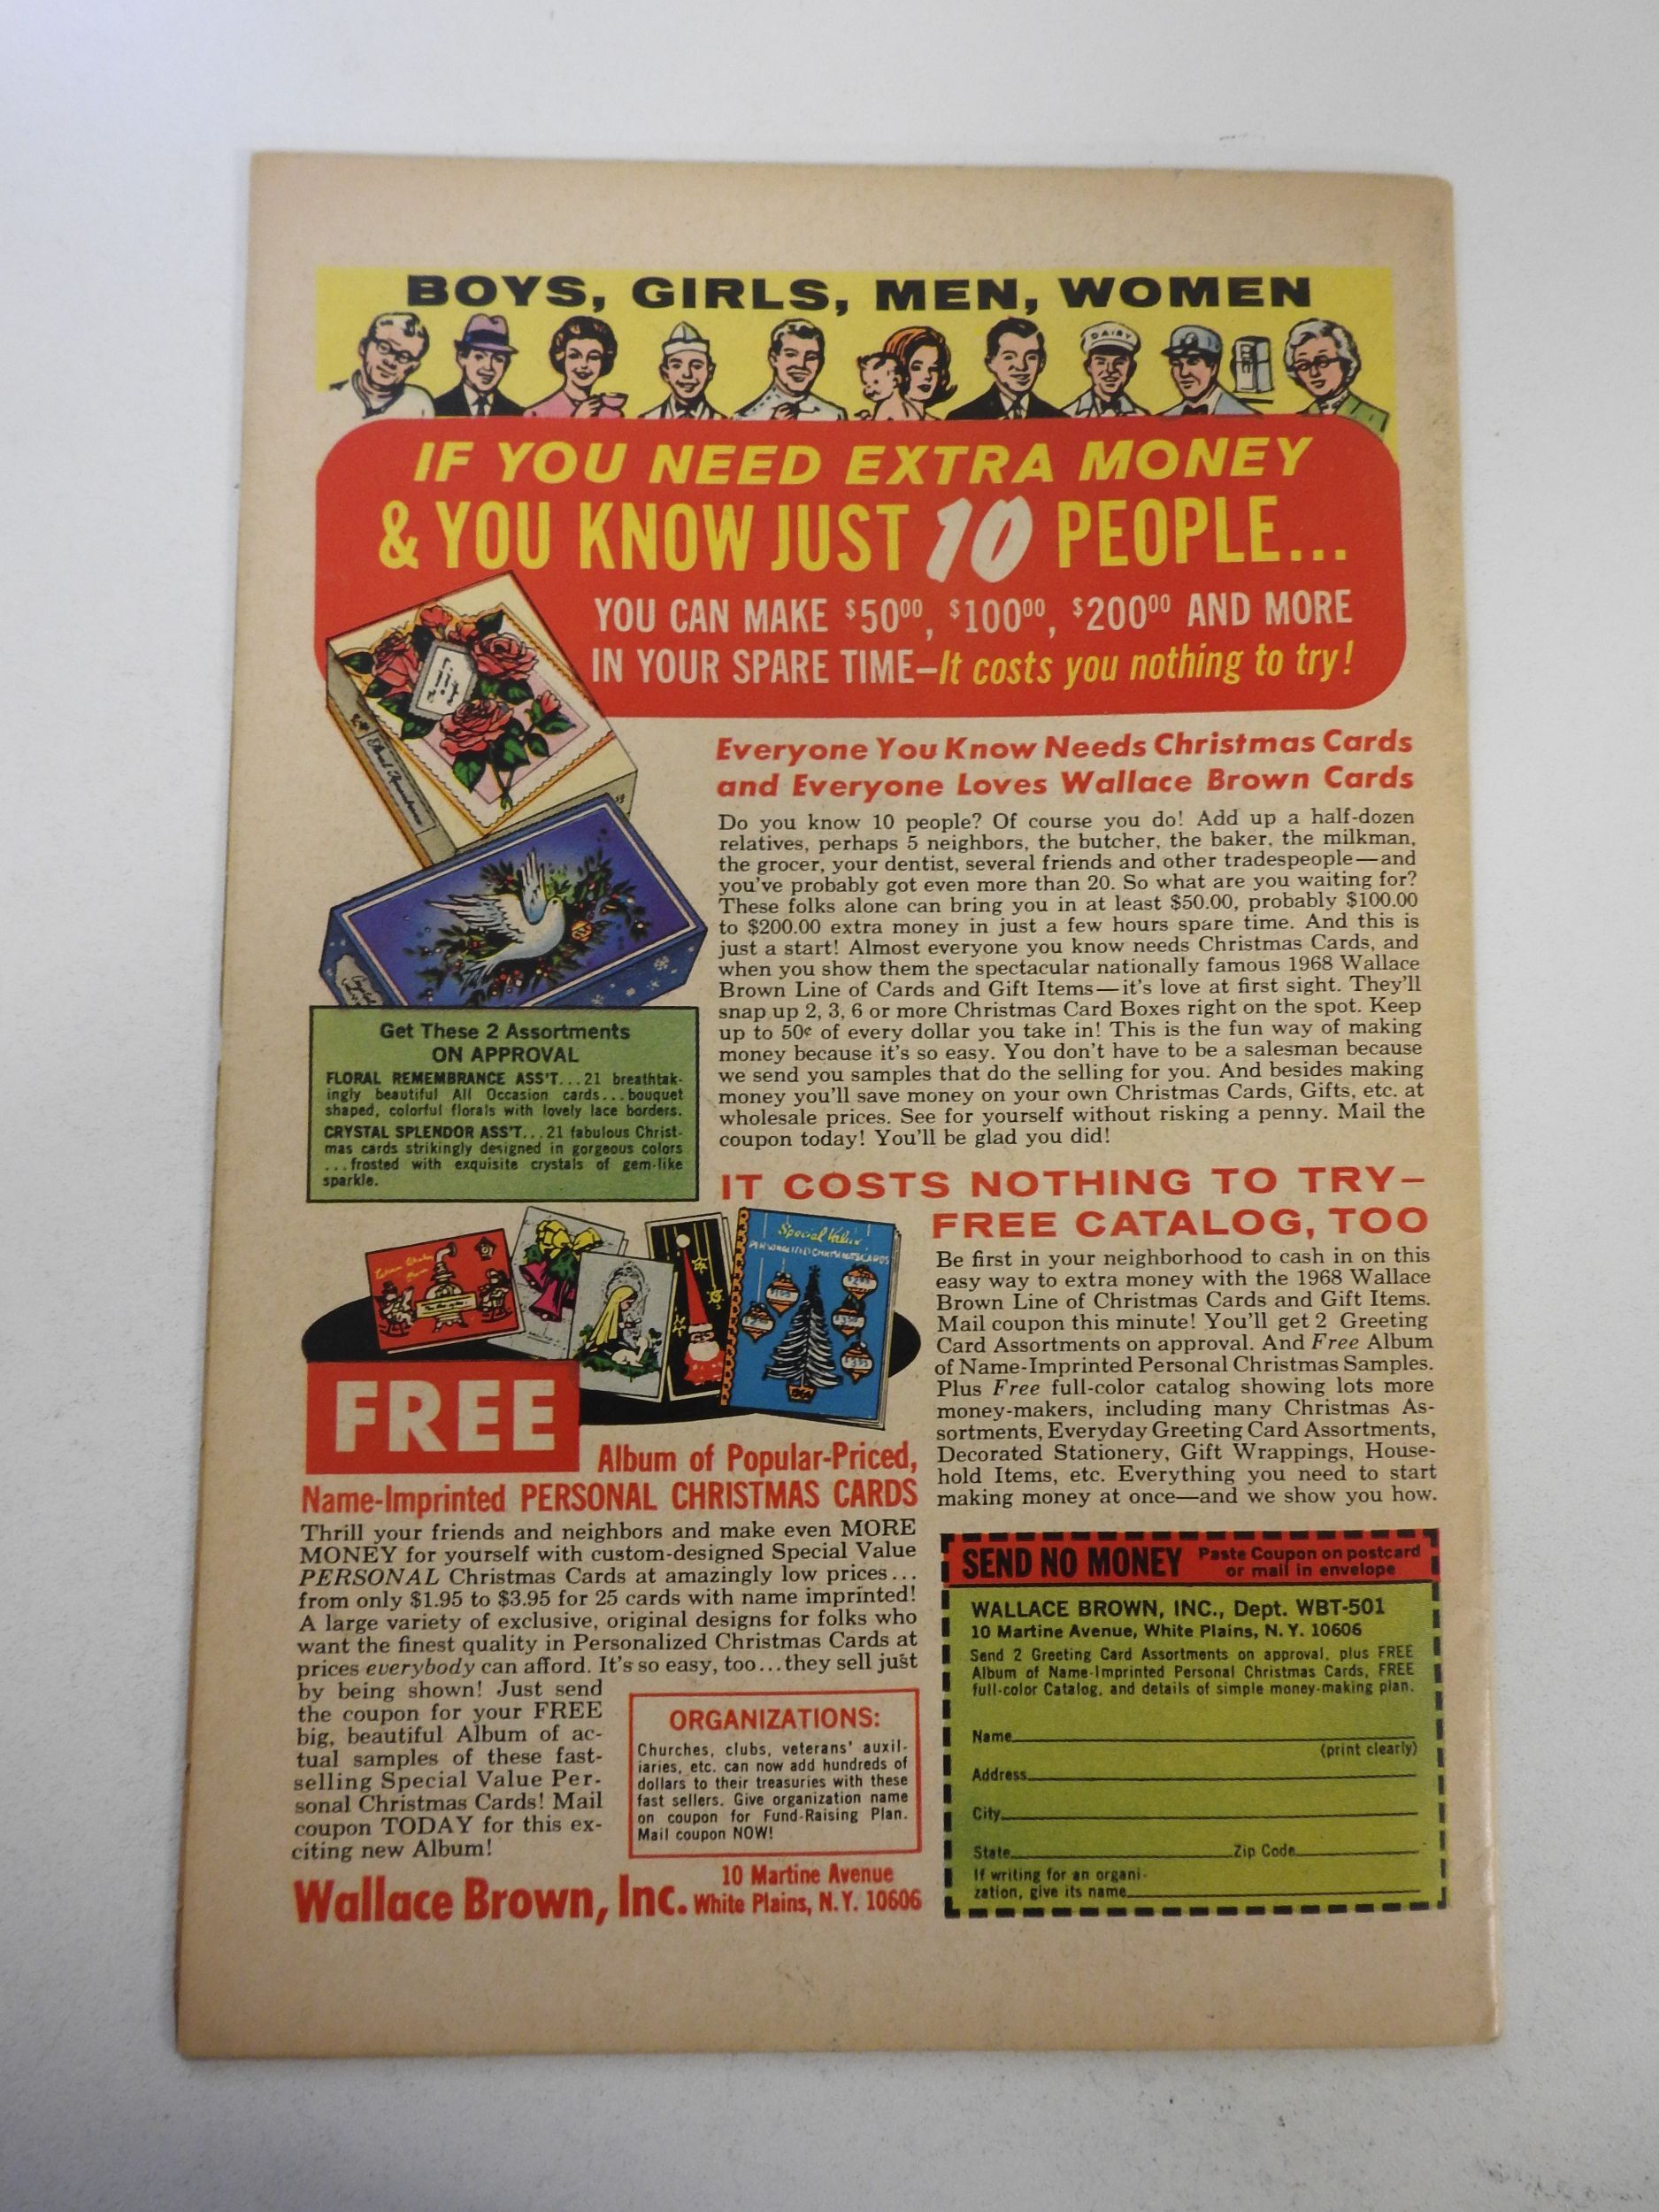 BOYS, GIRLS, MEN, WOMEN
DAIRY
IF YOU NEED EXTRA MONEY
& YOU KNOW JUST 10 PEOPLE...
YOU CAN MAKE $50⁰⁰, $100⁰⁰, $200⁰⁰ AND MORE
IN YOUR SPARE TIME—It costs you nothing to try!
Everyone You Know Needs Christmas Cards
and Everyone Loves Wallace Brown Cards
Do you know 10 people? Of course you do! Add up a half-dozen
relatives, perhaps 5 neighbors, the butcher, the baker, the milkman,
the grocer, your dentist, several friends and other tradespeople—and
you've probably got even more than 20. So what are you waiting for?
These folks alone can bring you in at least $50.00, probably $100.00
to $200.00 extra money in just a few hours spare time. And this is
just a start! Almost everyone you know needs Christmas Cards, and
when you show them the spectacular nationally famous 1968 Wallace
Brown Line of Cards and Gift Items—it's love at first sight. They'll
snap up 2, 3, 6 or more Christmas Card Boxes right on the spot. Keep
up to 50¢ of every dollar you take in! This is the fun way of making
money because it's so easy. You don't have to be a salesman because
we send you samples that do the selling for you. And besides making
money you'll save money on your own Christmas Cards, Gifts, etc. at
wholesale prices. See for yourself without risking a penny. Mail the
coupon today! You'll be glad you did!
Floral Remembrance
Get These 2 Assortments
ON APPROVAL
FLORAL REMEMBRANCE ASS'T...21 breathtak-
ingly beautiful All Occasion cards...bouquet
shaped, colorful florals with lovely lace borders.
CRYSTAL SPLENDOR ASS'T...21 fabulous Christ-
mas cards strikingly designed in gorgeous colors
...frosted with exquisite crystals of gem-like
sparkle.
IT COSTS NOTHING TO TRY—
FREE CATALOG, TOO
Be first in your neighborhood to cash in on this
easy way to extra money with the 1968 Wallace
Brown Line of Christmas Cards and Gift Items.
Mail coupon this minute! You'll get 2 Greeting
Card Assortments on approval. And Free Album
of Name-Imprinted Personal Christmas Samples.
Plus Free full-color catalog showing lots more
money-makers, including many Christmas As-
sortments, Everyday Greeting Card Assortments,
Decorated Stationery, Gift Wrappings, House-
hold Items, etc. Everything you need to start
making money at once—and we show you how.
Special Value
PERSONALIZED CHRISTMAS CARDS
FREE
Album of Popular-Priced,
Name-Imprinted PERSONAL CHRISTMAS CARDS
Thrill your friends and neighbors and make even MORE
MONEY for yourself with custom-designed Special Value
PERSONAL Christmas Cards at amazingly low prices...
from only $1.95 to $3.95 for 25 cards with name imprinted!
A large variety of exclusive, original designs for folks who
want the finest quality in Personalized Christmas Cards at
prices everybody can afford. It's so easy, too...they sell just
by being shown! Just send
the coupon for your FREE
big, beautiful Album of ac-
tual samples of these fast-
selling Special Value Per-
sonal Christmas Cards! Mail
coupon TODAY for this ex-
citing new Album!
ORGANIZATIONS:
Churches, clubs, veterans' auxil-
iaries, etc. can now add hundreds of
dollars to their treasuries with these
fast sellers. Give organization name
on coupon for Fund-Raising Plan.
Mail coupon NOW!
Wallace Brown, Inc.
10 Martine Avenue
White Plains, N.Y. 10606
SEND NO MONEY
Paste Coupon on postcard
or mail in envelope
WALLACE BROWN, INC., Dept. WBT-501
10 Martine Avenue, White Plains, N.Y. 10606
Send 2 Greeting Card Assortments on approval, plus FREE
Album of Name-Imprinted Personal Christmas Cards, FREE
full-color Catalog, and details of simple money-making plan.
Name
(print clearly)
Address
City
State Zip Code
If writing for an organi-
zation, give its name